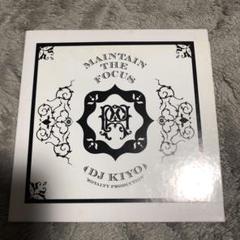 MAINTAIN
THE
FOCUS
(DJ KIYO)
ROYALTY PRODUCTION